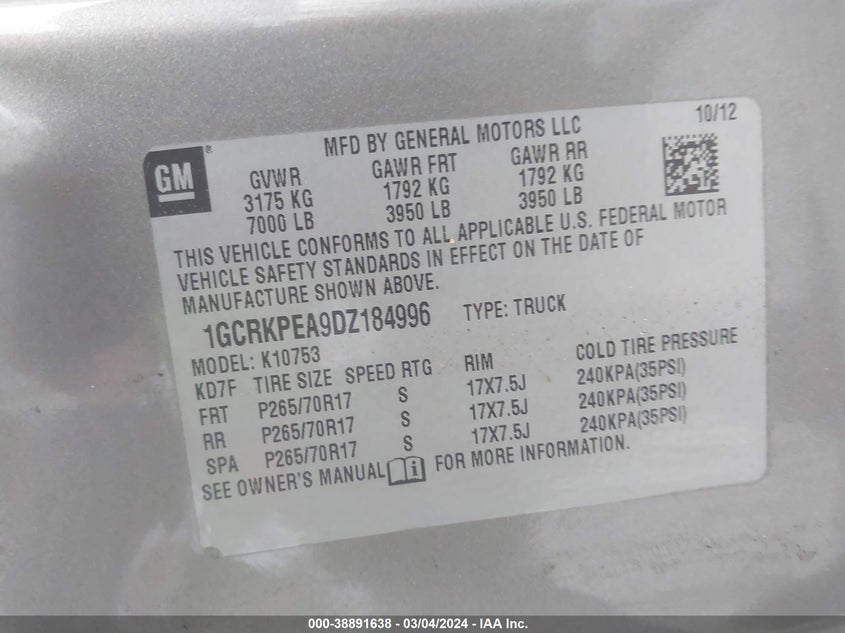 10/12
MFD BY GENERAL MOTORS LLC
GM®
GVWR GAWR FRT GAWR RR
3175 KG 1792 KG 1792 KG
7000 LB 3950 LB 3950 LB
THIS VEHICLE CONFORMS TO ALL APPLICABLE U.S. FEDERAL MOTOR
VEHICLE SAFETY STANDARDS IN EFFECT ON THE DATE OF
MANUFACTURE SHOWN ABOVE.
1GCRKPEA9DZ184996 TYPE: TRUCK
MODEL: K10753
KD7F TIRE SIZE SPEED RTG RIM COLD TIRE PRESSURE
FRT P265/70R17 S 17X7.5J 240KPA(35PSI)
RR P265/70R17 S 17X7.5J 240KPA(35PSI)
SPA P265/70R17 S 17X7.5J 240KPA(35PSI)
SEE OWNER'S MANUAL i FOR MORE INFORMATION.
000-38891638 - 03/04/2024 - IAA Inc.